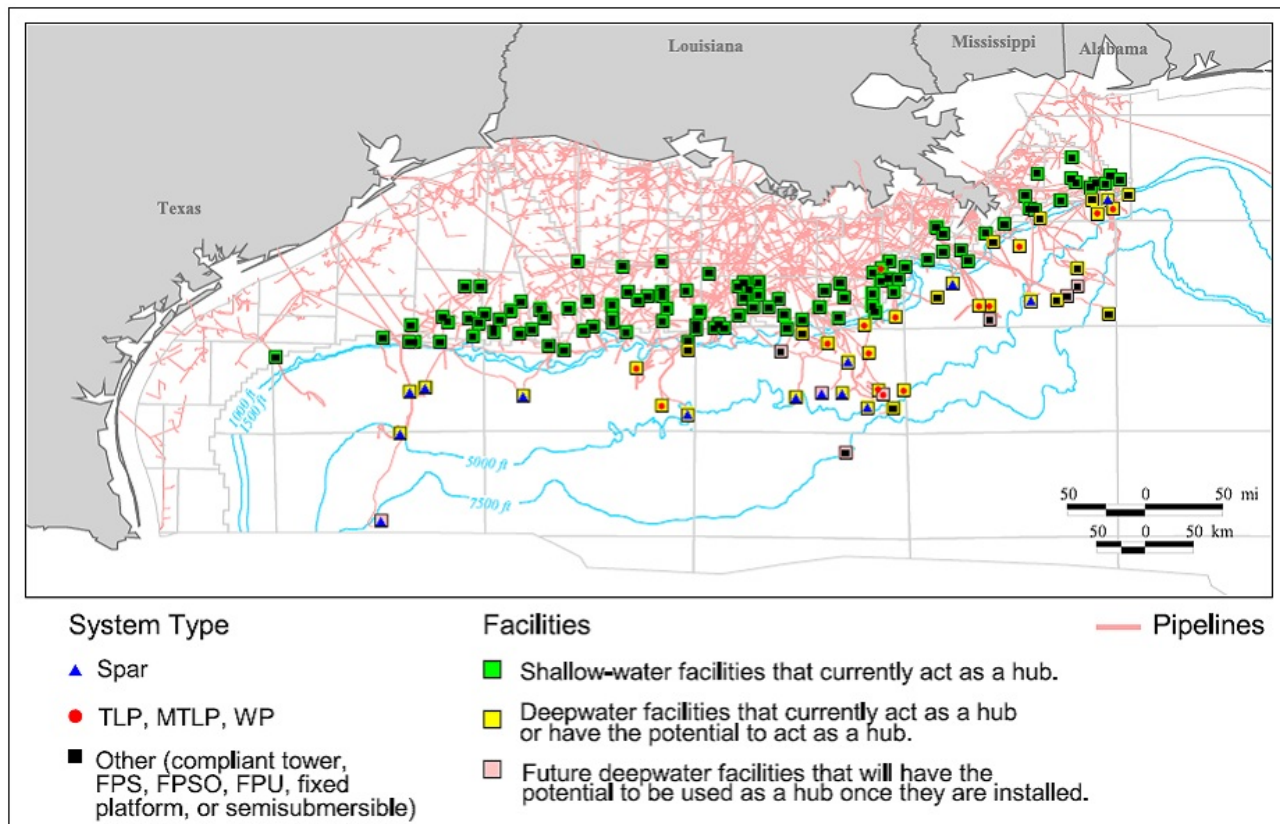 Louisiana
Mississippi
Alabama
Texas
1000 ft
1500 ft
5000 ft
7500 ft
50 0 50 mi
50 0 50 km
System Type
Spar
TLP, MTLP, WP
Other (compliant tower,
FPS, FPSO, FPU, fixed
platform, or semisubmersible)
Facilities
Shallow-water facilities that currently act as a hub.
Deepwater facilities that currently act as a hub
or have the potential to act as a hub.
Future deepwater facilities that will have the
potential to be used as a hub once they are installed.
Pipelines